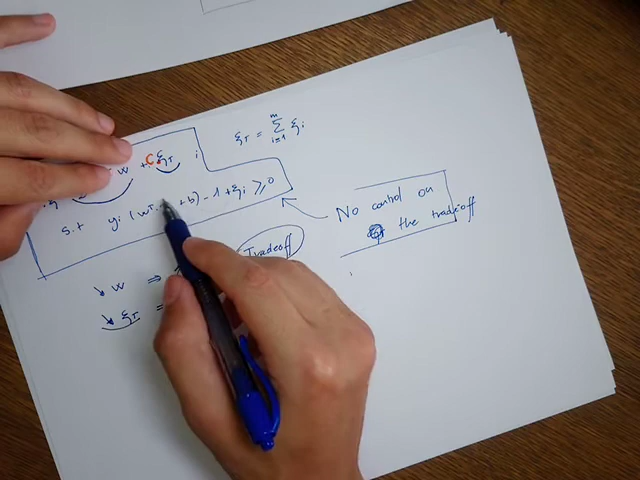 w + C ξT
ξT = Σ i=1 m ξi
s.t yi (wT + b) - 1 + ξi ≥ 0
No control on
the tradeoff
Tradeoff
↘ w ⇒
↘ ξT =